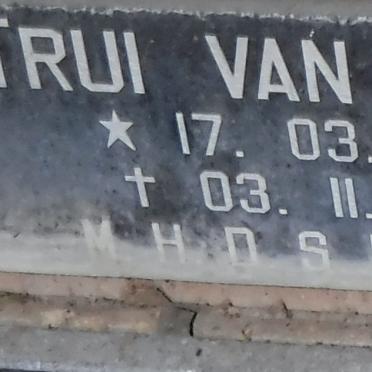 TRUI VAN
★ 17. 03.
† 03. 11.
M H D S